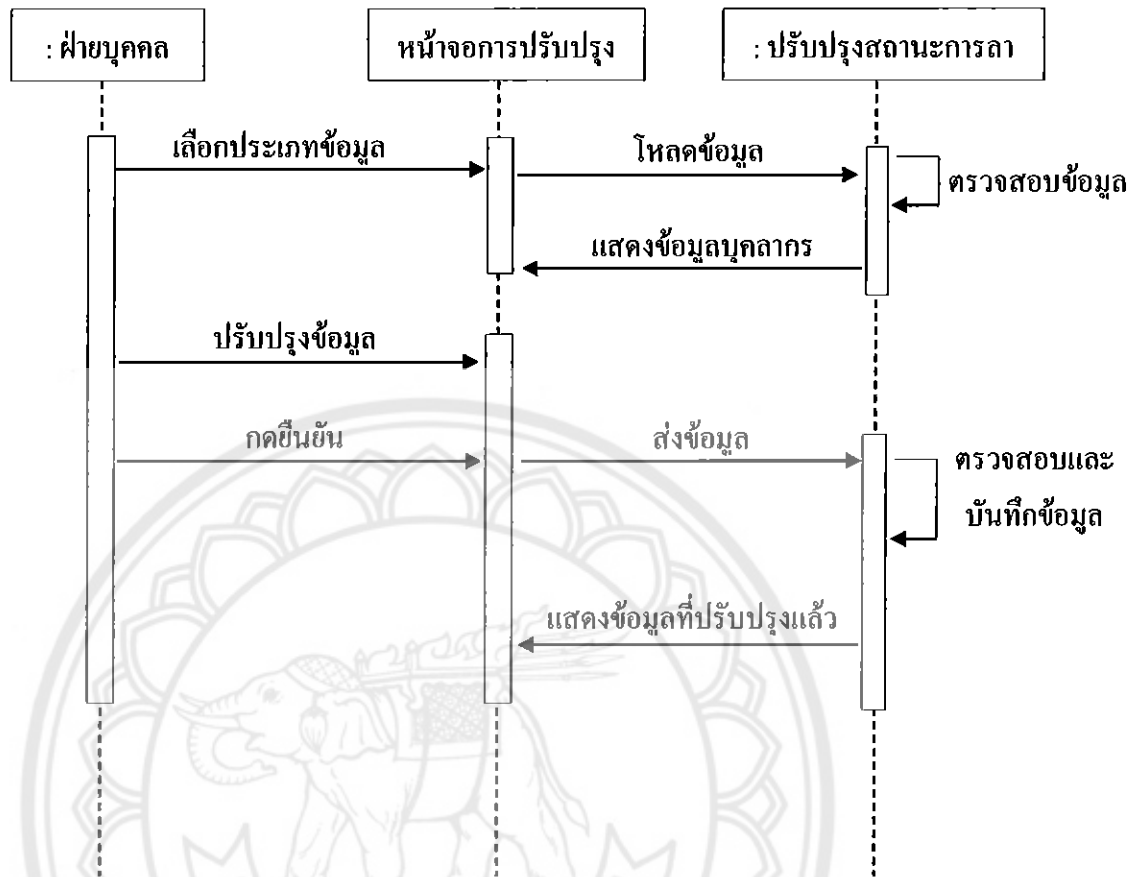 : ฝ่ายบุคคล
หน้าจอการปรับปรุง
: ปรับปรุงสถานะการลา
เลือกประเภทข้อมูล
โหลดข้อมูล
ตรวจสอบข้อมูล
แสดงข้อมูลบุคลากร
ปรับปรุงข้อมูล
กดยืนยัน
ส่งข้อมูล
ตรวจสอบและ
บันทึกข้อมูล
แสดงข้อมูลที่ปรับปรุงแล้ว